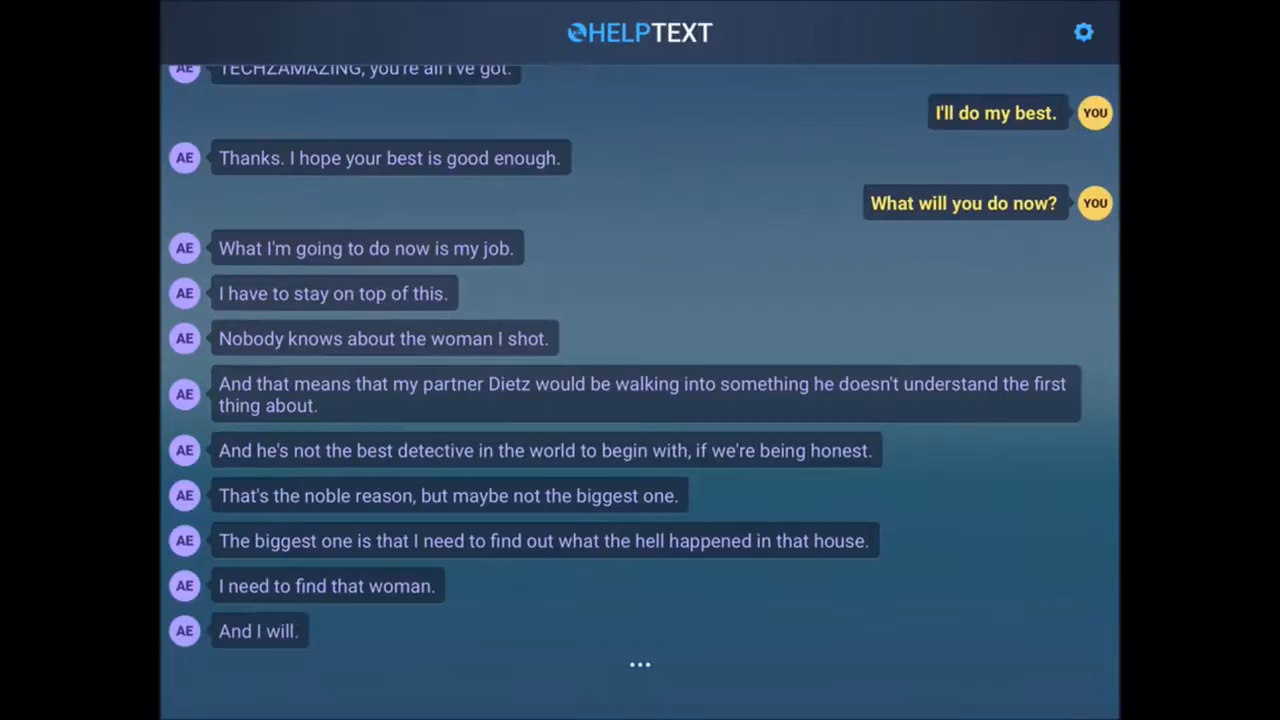 HELPTEXT
AE TECHZAMAZING, you're all I've got.
I'll do my best. YOU
AE Thanks. I hope your best is good enough.
What will you do now? YOU
AE What I'm going to do now is my job.
AE I have to stay on top of this.
AE Nobody knows about the woman I shot.
AE And that means that my partner Dietz would be walking into something he doesn't understand the first
thing about.
AE And he's not the best detective in the world to begin with, if we're being honest.
AE That's the noble reason, but maybe not the biggest one.
AE The biggest one is that I need to find out what the hell happened in that house.
AE I need to find that woman.
AE And I will.
...